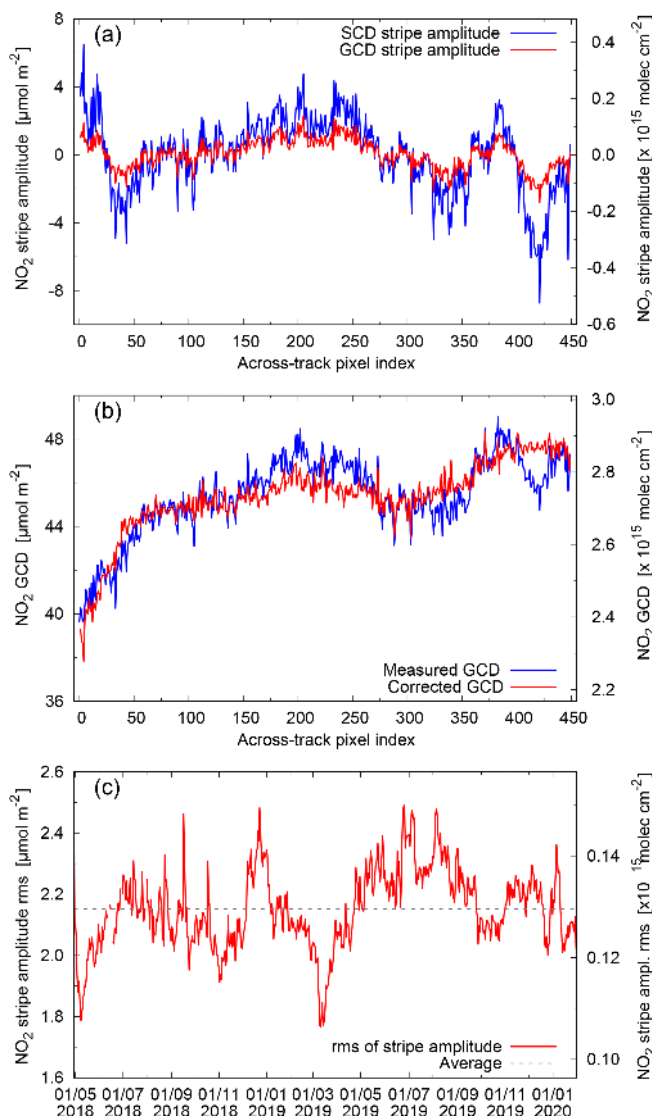 (a)
SCD stripe amplitude
GCD stripe amplitude
NO2 stripe amplitude [µmol m-2]
8
4
0
-4
-8
0.4
0.2
0.0
-0.2
-0.4
-0.6
NO2 stripe amplitude [x 10^15 molec cm-2]
0 50 100 150 200 250 300 350 400 450
Across-track pixel index
(b)
NO2 GCD [µmol m-2]
48
44
40
36
3.0
2.8
2.6
2.4
2.2
NO2 GCD [x 10^15 molec cm-2]
Measured GCD
Corrected GCD
0 50 100 150 200 250 300 350 400 450
Across-track pixel index
(c)
NO2 stripe amplitude rms [µmol m-2]
2.6
2.4
2.2
2.0
1.8
1.6
0.14
0.12
0.10
NO2 stripe ampl. rms [x10^15 molec cm-2]
rms of stripe amplitude
Average
01/05 01/07 01/09 01/11 01/01 01/03 01/05 01/07 01/09 01/11 01/01
2018 2018 2018 2018 2019 2019 2019 2019 2019 2019 2020